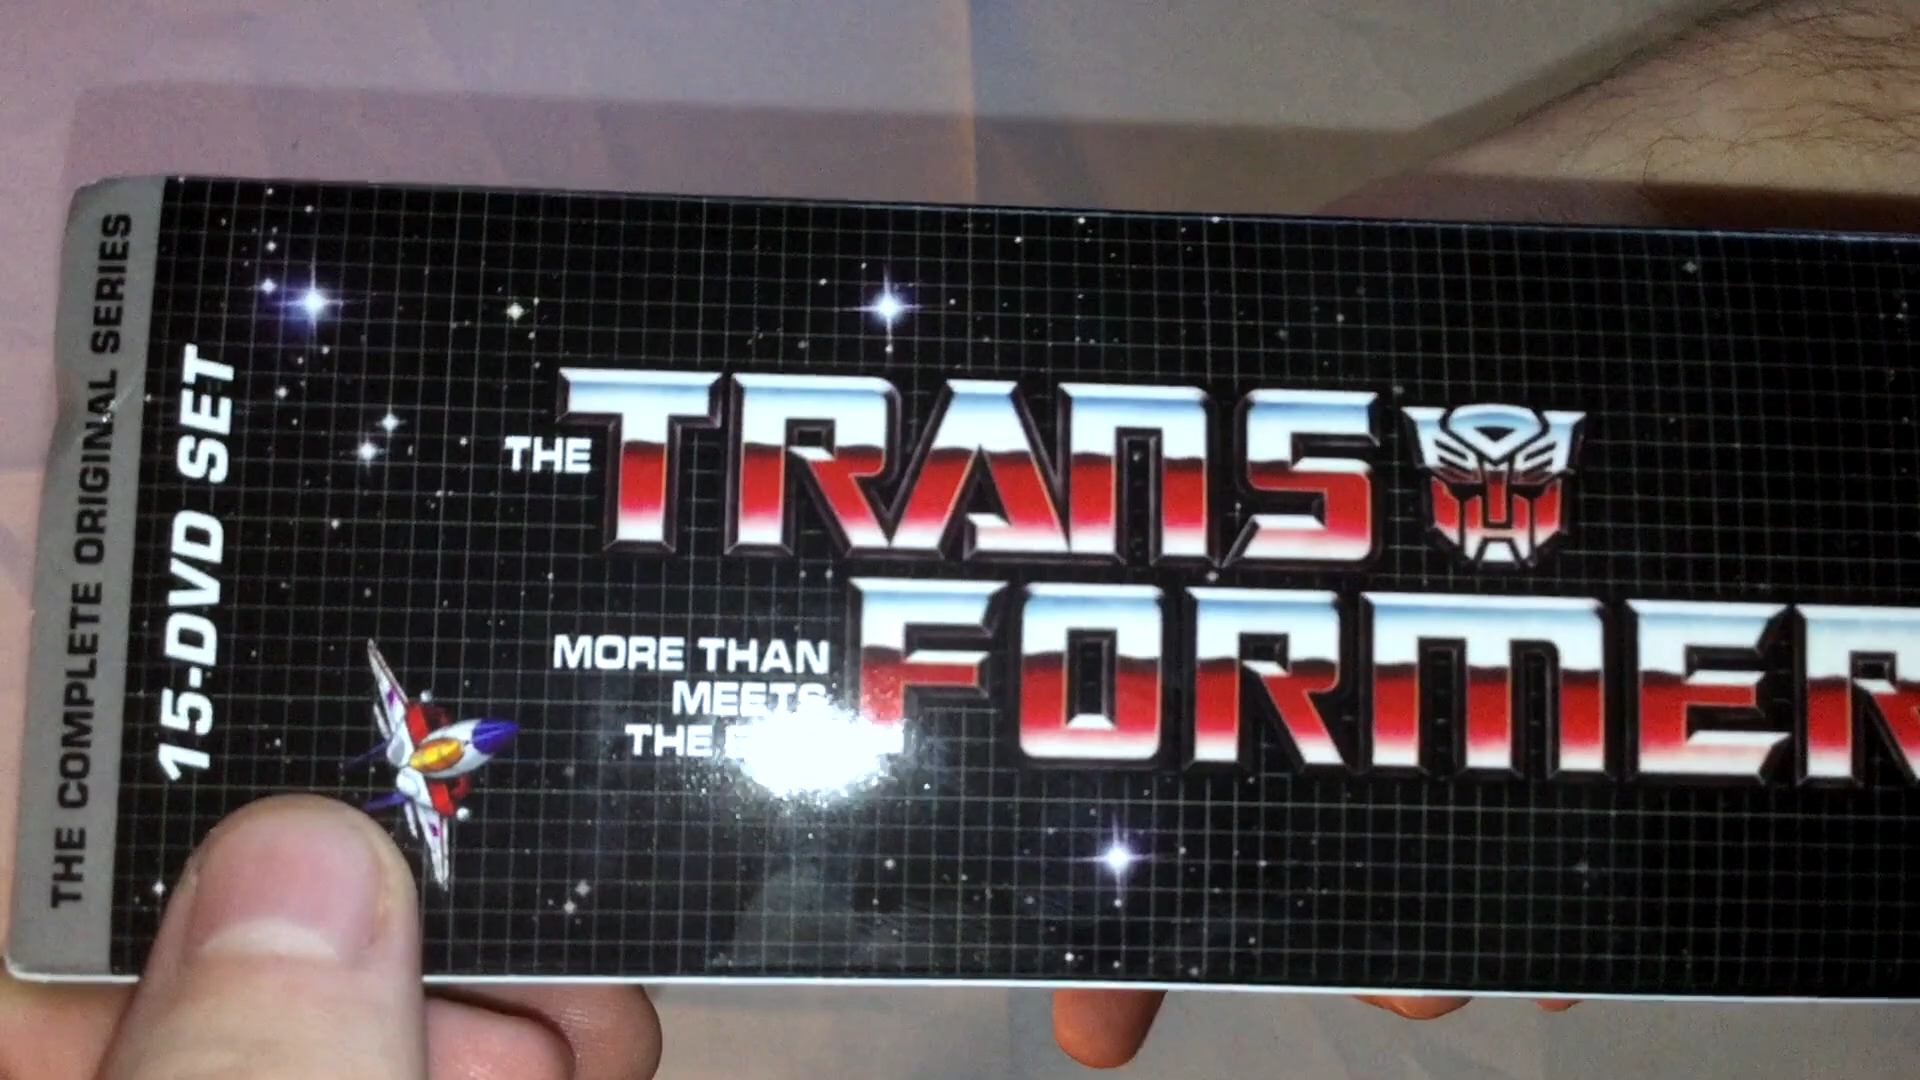 THE COMPLETE ORIGINAL SERIES
15-DVD SET
THE TRANS
FORMER
MORE THAN
MEETS
THE